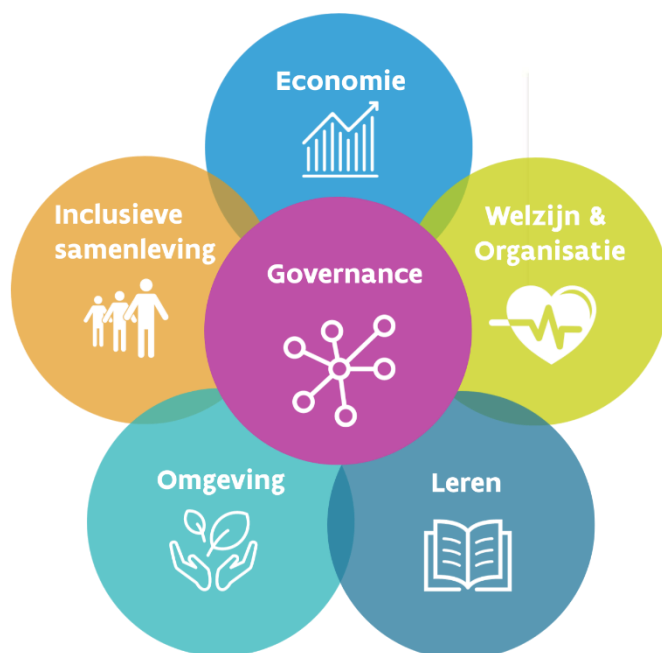 Economie
Inclusieve
samenleving
Welzijn &
Organisatie
Governance
Omgeving
Leren